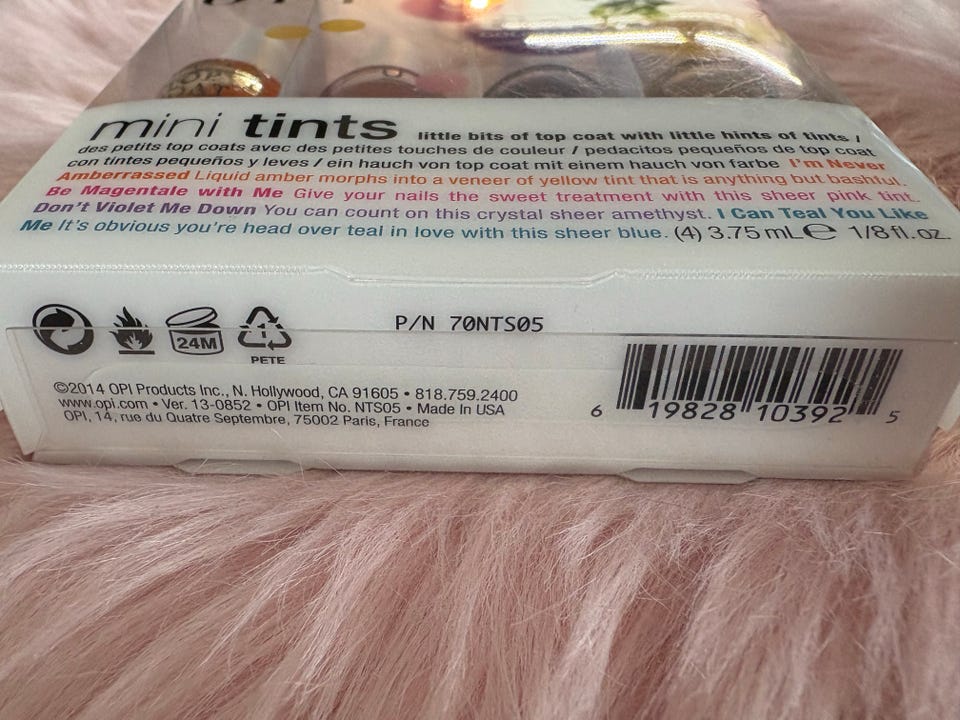 OPI
mini tints little bits of top coat with little hints of tints /
des petits top coats avec des petites touches de couleur / pedacitos pequeños de top coat
con tintes pequeños y leves / ein hauch von top coat mit einem hauch von farbe I'm Never
Amberrassed Liquid amber morphs into a veneer of yellow tint that is anything but bashful.
Be Magentale with Me Give your nails the sweet treatment with this sheer pink tint.
Don't Violet Me Down You can count on this crystal sheer amethyst. I Can Teal You Like
Me It's obvious you're head over teal in love with this sheer blue. (4) 3.75 mL℮ 1/8 fl. oz.
24M
1
PETE
P/N 70NTS05
©2014 OPI Products Inc., N. Hollywood, CA 91605 • 818.759.2400
www.opi.com • Ver. 13-0852 • OPI Item No. NTS05 • Made In USA
OPI, 14, rue du Quatre Septembre, 75002 Paris, France
6 19828 10392 5